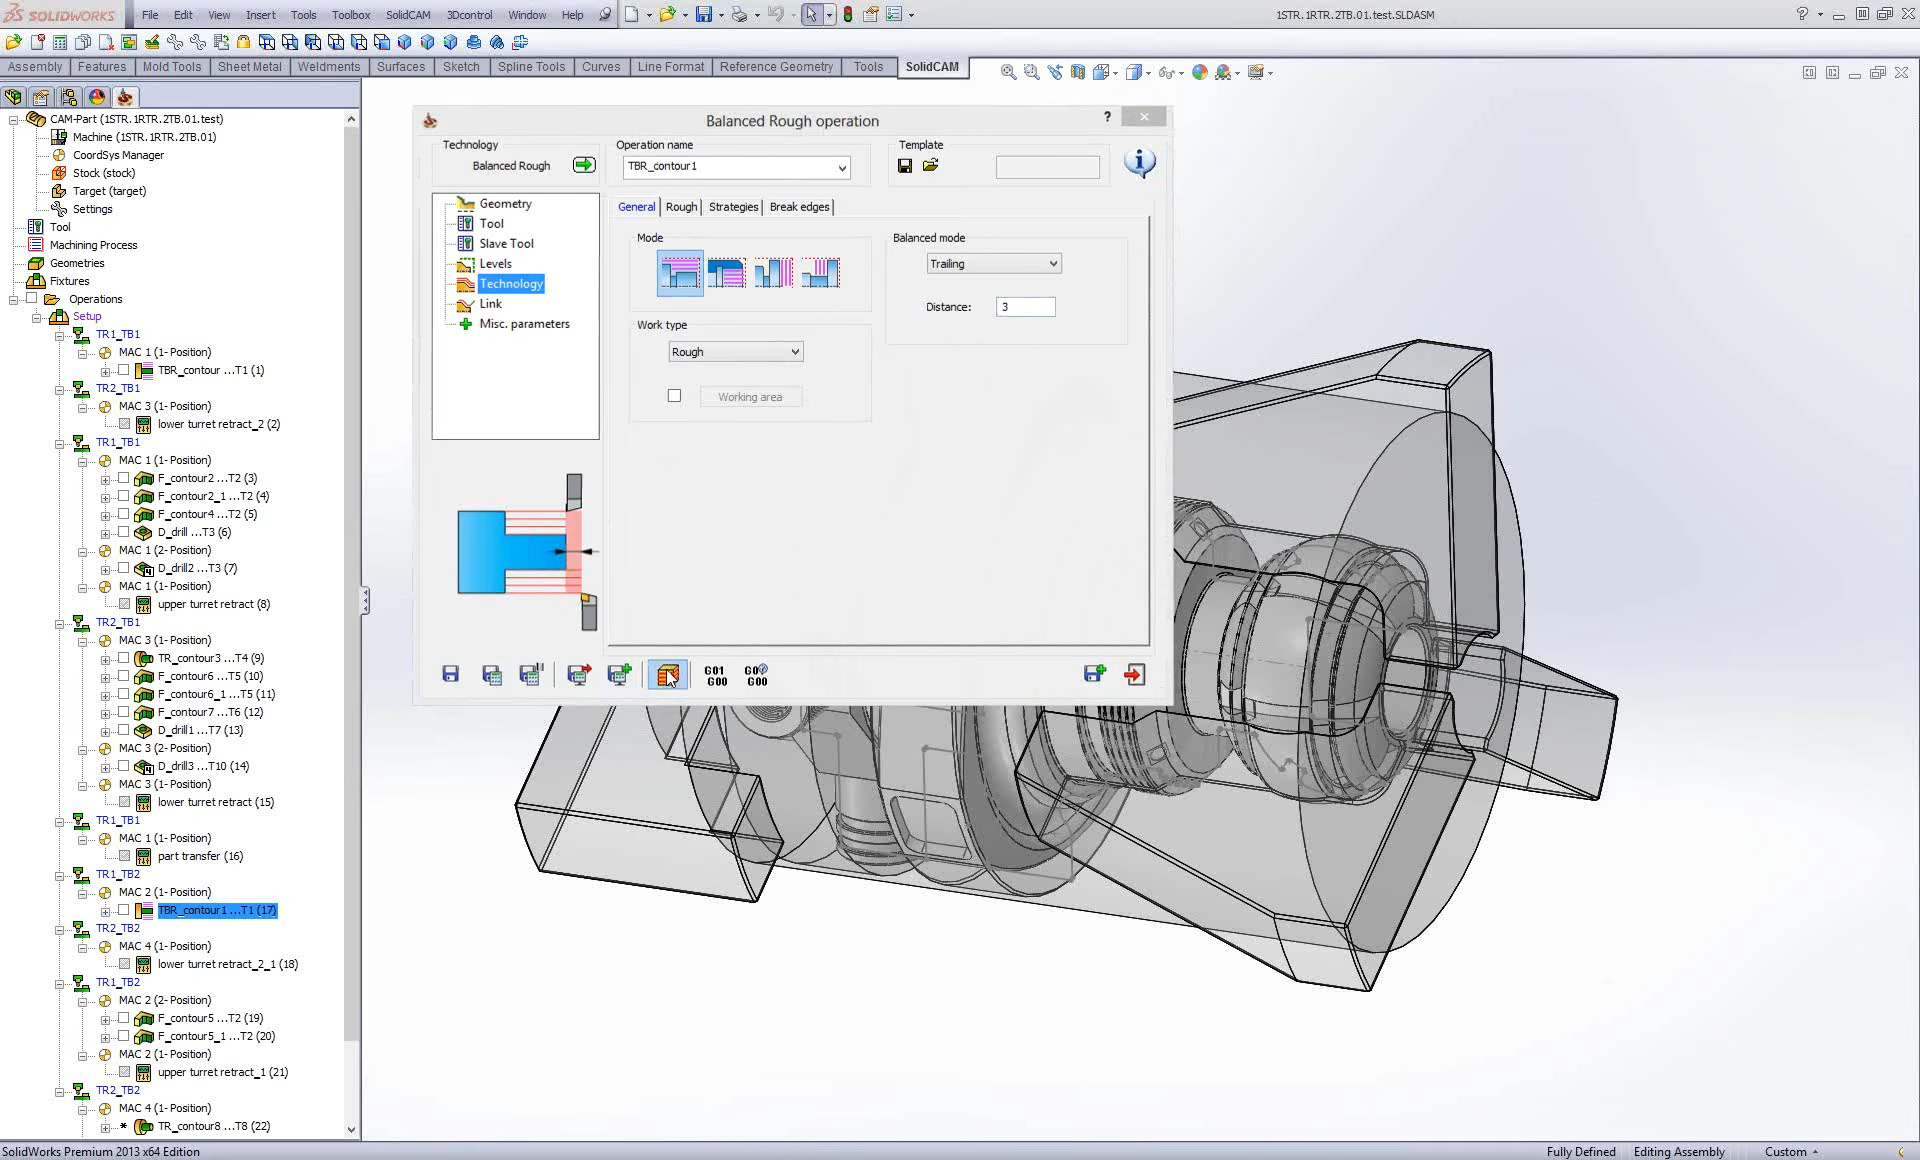 SOLIDWORKS File Edit View Insert Tools Toolbox SolidCAM 3Dcontrol Window Help 1STR.1RTR.2TB.01.test.SLDASM ?
Assembly Features Mold Tools Sheet Metal Weldments Surfaces Sketch Spline Tools Curves Line Format Reference Geometry Tools SolidCAM
CAM-Part (1STR.1RTR.2TB.01.test)
Machine (1STR.1RTR.2TB.01)
CoordSys Manager
Stock (stock)
Target (target)
Settings
Tool
Machining Process
Geometries
Fixtures
Operations
Setup
TR1_TB1
MAC 1 (1- Position)
TBR_contour ...T1 (1)
TR2_TB1
MAC 3 (1- Position)
lower turret retract_2 (2)
TR1_TB1
MAC 1 (1- Position)
F_contour2 ...T2 (3)
F_contour2_1 ...T2 (4)
F_contour4 ...T2 (5)
D_drill ...T3 (6)
MAC 1 (2- Position)
D_drill2 ...T3 (7)
MAC 1 (1- Position)
upper turret retract (8)
TR2_TB1
MAC 3 (1- Position)
TR_contour3 ...T4 (9)
F_contour6 ...T5 (10)
F_contour6_1 ...T5 (11)
F_contour7 ...T6 (12)
D_drill1 ...T7 (13)
MAC 3 (2- Position)
D_drill3 ...T10 (14)
MAC 3 (1- Position)
lower turret retract (15)
TR1_TB1
MAC 1 (1- Position)
part transfer (16)
TR1_TB2
MAC 2 (1- Position)
TBR_contour1 ...T1 (17)
TR2_TB2
MAC 4 (1- Position)
lower turret retract_2_1 (18)
TR1_TB2
MAC 2 (2- Position)
F_contour5 ...T2 (19)
F_contour5_1 ...T2 (20)
MAC 2 (1- Position)
upper turret retract_1 (21)
TR2_TB2
MAC 4 (1- Position)
* TR_contour8 ...T8 (22)
Balanced Rough operation ?
Technology
Balanced Rough
Operation name
TBR_contour1
Template
Geometry
Tool
Slave Tool
Levels
Technology
Link
Misc. parameters
General Rough Strategies Break edges
Mode
Work type
Rough
Working area
Balanced mode
Trailing
Distance: 3
G01
G00
G00
SolidWorks Premium 2013 x64 Edition Fully Defined Editing Assembly Custom